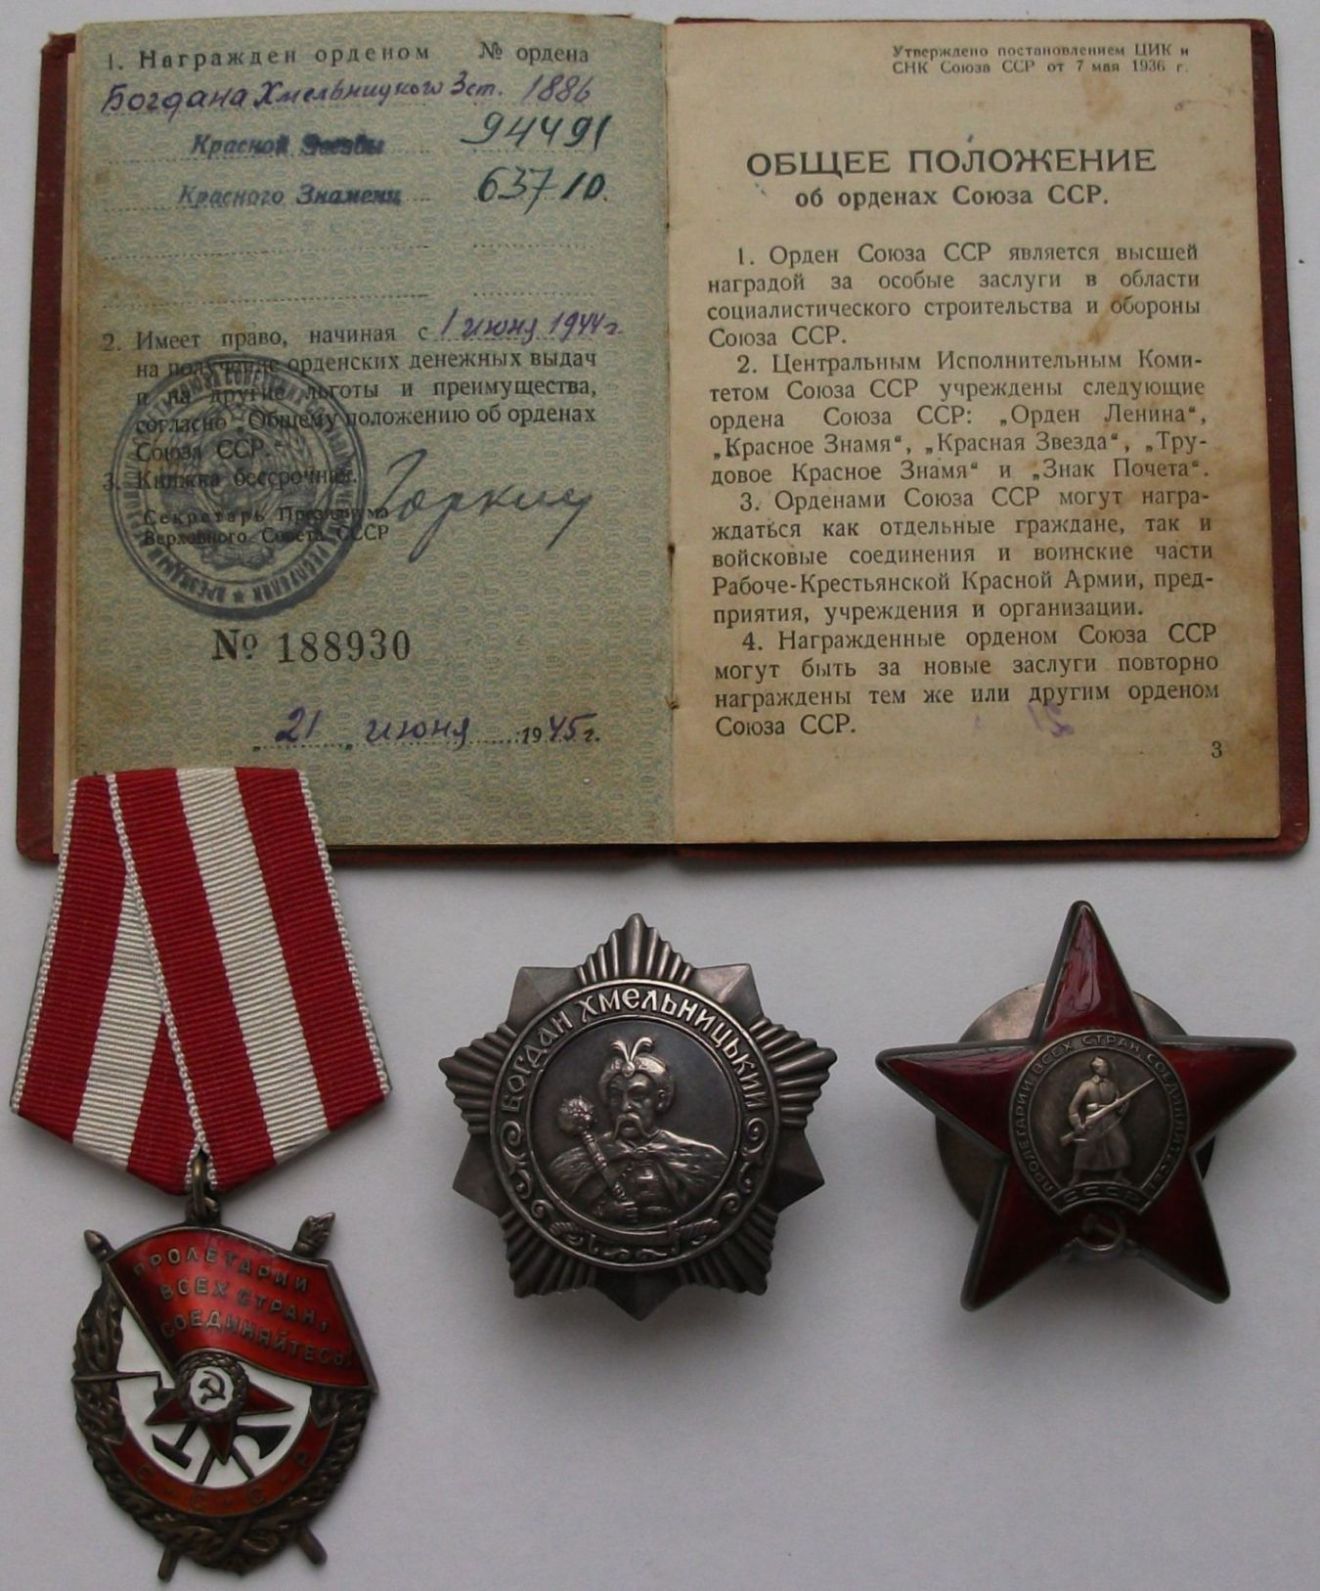 1. Награжден орденом № ордена
Богдана Хмельницкого 3 ст. 1886
Красной Звезды 94491
Красного Знамени 63710.
2. Имеет право, начиная с 1 июня 1944 г.
на получение орденских денежных выдач
и на другие льготы и преимущества,
согласно „Общему положению об орденах
Союза ССР.“
3. Книжка бессрочная.
Секретарь Президиума
Верховного Совета СССР
Горкин
№ 188930
„21“ июня 1945 г.
Утверждено постановлением ЦИК и
СНК Союза ССР от 7 мая 1936 г.
ОБЩЕЕ ПОЛОЖЕНИЕ
об орденах Союза ССР.
1. Орден Союза ССР является высшей
наградой за особые заслуги в области
социалистического строительства и обороны
Союза ССР.
2. Центральным Исполнительным Коми-
тетом Союза ССР учреждены следующие
ордена Союза ССР: „Орден Ленина“,
„Красное Знамя“, „Красная Звезда“, „Тру-
довое Красное Знамя“ и „Знак Почета“.
3. Орденами Союза ССР могут награ-
ждаться как отдельные граждане, так и
войсковые соединения и воинские части
Рабоче-Крестьянской Красной Армии, пред-
приятия, учреждения и организации.
4. Награжденные орденом Союза ССР
могут быть за новые заслуги повторно
награждены тем же или другим орденом
Союза ССР.
3
ПРОЛЕТАРИИ
ВСЕХ СТРАН,
СОЕДИНЯЙТЕСЬ!
С-С-С-Р
БОГДАН ХМЕЛЬНИЦЬКИЙ
ПРОЛЕТАРИИ ВСЕХ СТРАН, СОЕДИНЯЙТЕСЬ!
СССР